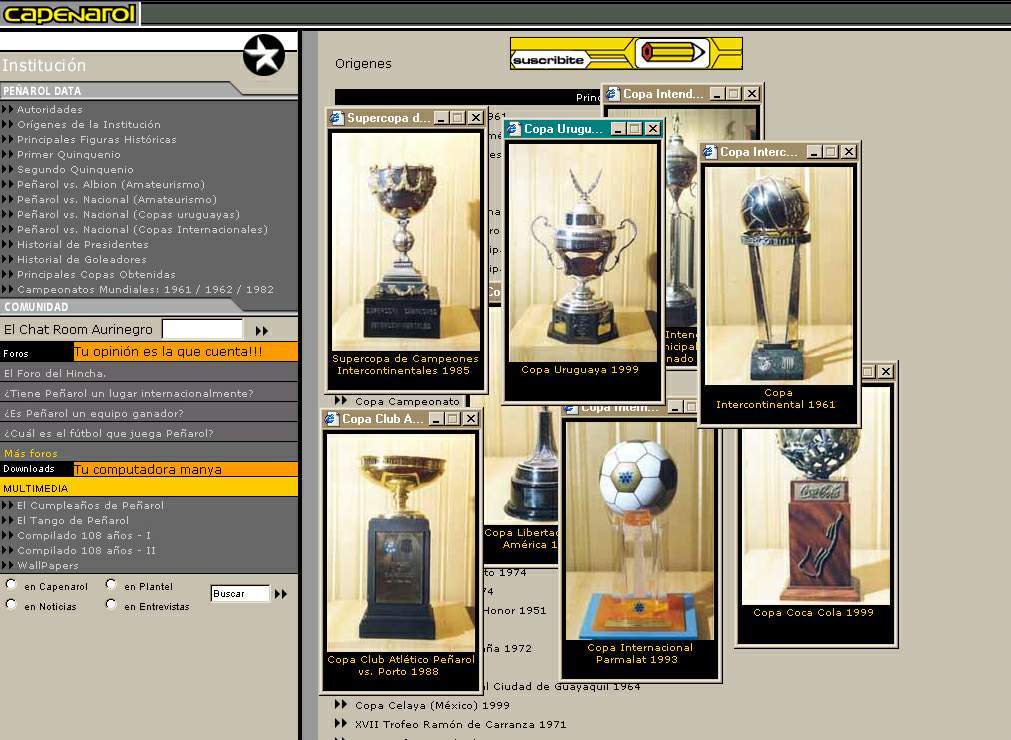 CAPENAROL
Institución
PEÑAROL DATA
Autoridades
Orígenes de la Institución
Principales Figuras Históricas
Primer Quinquenio
Segundo Quinquenio
Peñarol vs. Albion (Amateurismo)
Peñarol vs. Nacional (Amateurismo)
Peñarol vs. Nacional (Copas uruguayas)
Peñarol vs. Nacional (Copas Internacionales)
Historial de Presidentes
Historial de Goleadores
Principales Copas Obtenidas
Campeonatos Mundiales: 1961 / 1962 / 1982
COMUNIDAD
El Chat Room Aurinegro
Foros
Tu opinión es la que cuenta!!!
El Foro del Hincha.
¿Tiene Peñarol un lugar internacionalmente?
¿Es Peñarol un equipo ganador?
¿Cuál es el fútbol que juega Peñarol?
Más foros
Downloads
Tu computadora manya
MULTIMEDIA
El Cumpleaños de Peñarol
El Tango de Peñarol
Compilado 108 años - I
Compilado 108 años - II
WallPapers
en Capenarol
en Plantel
Buscar
en Noticias
en Entrevistas
Origenes
suscribite
Princ
Copa Intend...
Supercopa d...
Copa Urugu...
Copa Interc...
Supercopa de Campeones
Intercontinentales 1985
Copa Uruguaya 1999
Copa
Intercontinental 1961
Copa Campeonato
Copa Club A...
Copa Intern...
Copa Libertad
América 1
Copa Coca Cola 1999
Coca-Cola
to 1974
74
Honor 1951
ña 1972
Copa Club Atlético Peñarol
vs. Porto 1988
Copa Internacional
Parmalat 1993
al Ciudad de Guayaquil 1964
Copa Celaya (México) 1999
XVII Trofeo Ramón de Carranza 1971